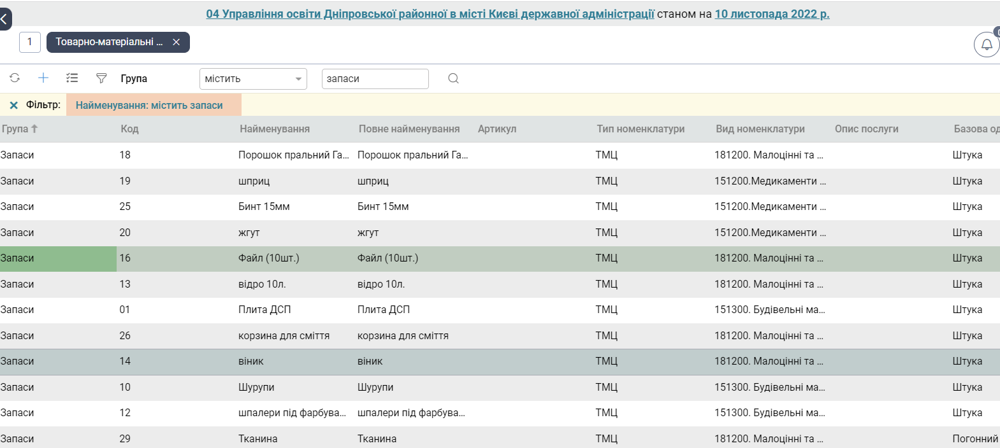 04 Управління освіти Дніпровської районної в місті Києві державної адміністрації станом на 10 листопада 2022 р.
1 Товарно-матеріальні ...
Група містить запаси
Фільтр: Найменування: містить запаси
Група Код Найменування Повне найменування Артикул Тип номенклатури Вид номенклатури Опис послуги Базова од
Запаси 18 Порошок пральний Га... Порошок пральний Га... ТМЦ 181200. Малоцінні та ... Штука
Запаси 19 шприц шприц ТМЦ 151200.Медикаменти ... Штука
Запаси 25 Бинт 15мм Бинт 15мм ТМЦ 151200.Медикаменти ... Штука
Запаси 20 жгут жгут ТМЦ 151200.Медикаменти ... Штука
Запаси 16 Файл (10шт.) Файл (10шт.) ТМЦ 181200. Малоцінні та ... Штука
Запаси 13 відро 10л. відро 10л. ТМЦ 181200. Малоцінні та ... Штука
Запаси 01 Плита ДСП Плита ДСП ТМЦ 151300. Будівельні ма... Штука
Запаси 26 корзина для сміття корзина для сміття ТМЦ 181200. Малоцінні та ... Штука
Запаси 14 віник віник ТМЦ 181200. Малоцінні та ... Штука
Запаси 10 Шурупи Шурупи ТМЦ 151300. Будівельні ма... Штука
Запаси 12 шпалери під фарбува... шпалери під фарбува... ТМЦ 151300. Будівельні ма... Штука
Запаси 29 Тканина Тканина ТМЦ 181200. Малоцінні та ... Погонний